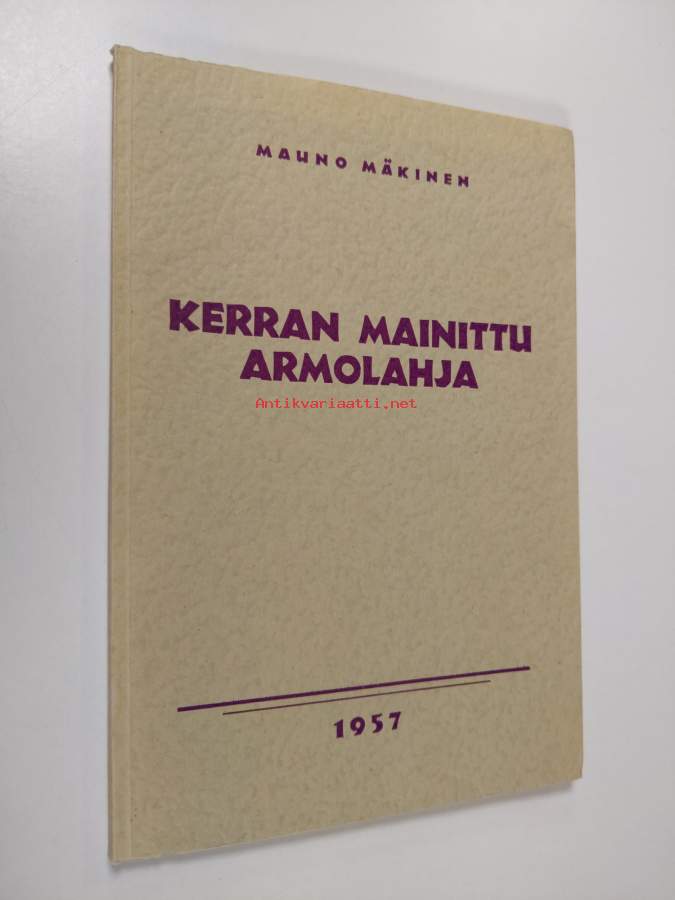 MAUNO MÄKINEN
KERRAN MAINITTU
ARMOLAHJA
Antikvariaatti.net
1957